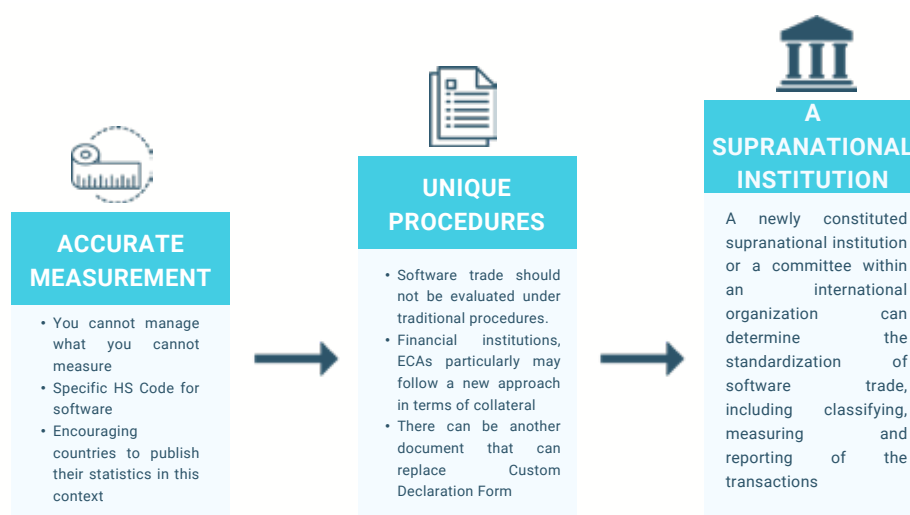 ACCURATE
MEASUREMENT
• You cannot manage
what you cannot
measure
• Specific HS Code for
software
• Encouraging
countries to publish
their statistics in this
context
UNIQUE
PROCEDURES
• Software trade should
not be evaluated under
traditional procedures.
• Financial institutions,
ECAs particularly may
follow a new approach
in terms of collateral
• There can be another
document that can
replace Custom
Declaration Form
A
SUPRANATIONAL
INSTITUTION
A newly constituted
supranational institution
or a committee within
an international
organization can
determine the
standardization of
software trade,
including classifying,
measuring and
reporting of the
transactions